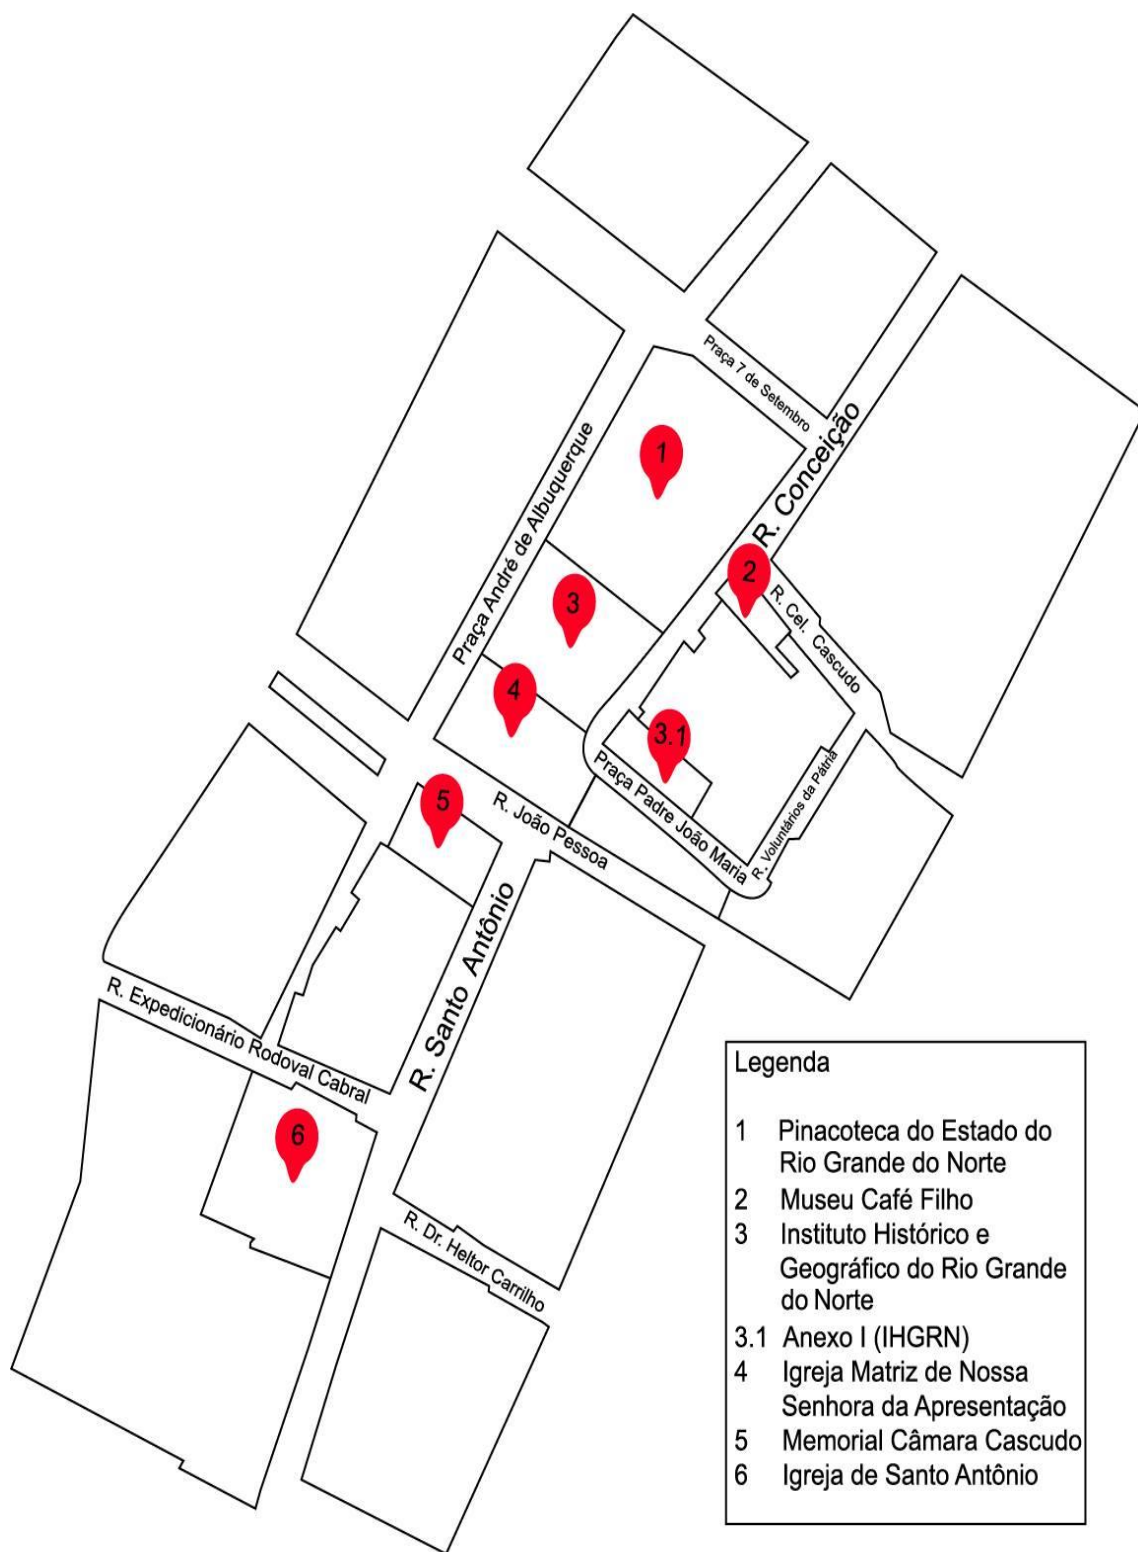 Praça 7 de Setembro
R. Conceição
1
Praça André de Albuquerque
2
R. Cel. Cascudo
3
4
3.1
Praça Padre João Maria
R. Voluntários da Pátria
5
R. João Pessoa
R. Santo Antônio
R. Expedicionário Rodoval Cabral
6
R. Dr. Heltor Carrilho
Legenda
1 Pinacoteca do Estado do
Rio Grande do Norte
2 Museu Café Filho
3 Instituto Histórico e
Geográfico do Rio Grande
do Norte
3.1 Anexo I (IHGRN)
4 Igreja Matriz de Nossa
Senhora da Apresentação
5 Memorial Câmara Cascudo
6 Igreja de Santo Antônio